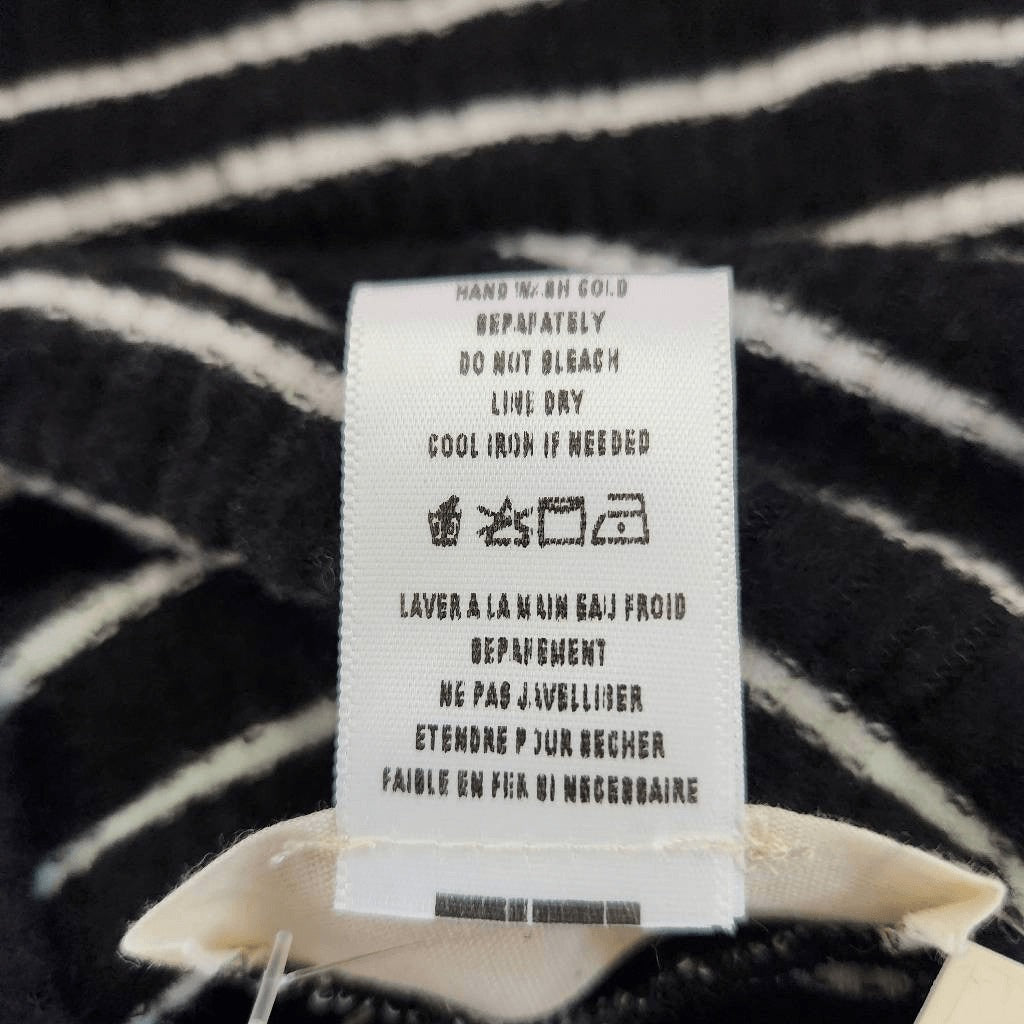 HAND WASH COLD
SEPARATELY
DO NOT BLEACH
LINE DRY
COOL IRON IF NEEDED
LAVER A LA MAIN EAU FROID
SEPAREMENT
NE PAS JAVELLISER
ETENDRE POUR SECHER
FAIBLE EN FER SI NECESSAIRE